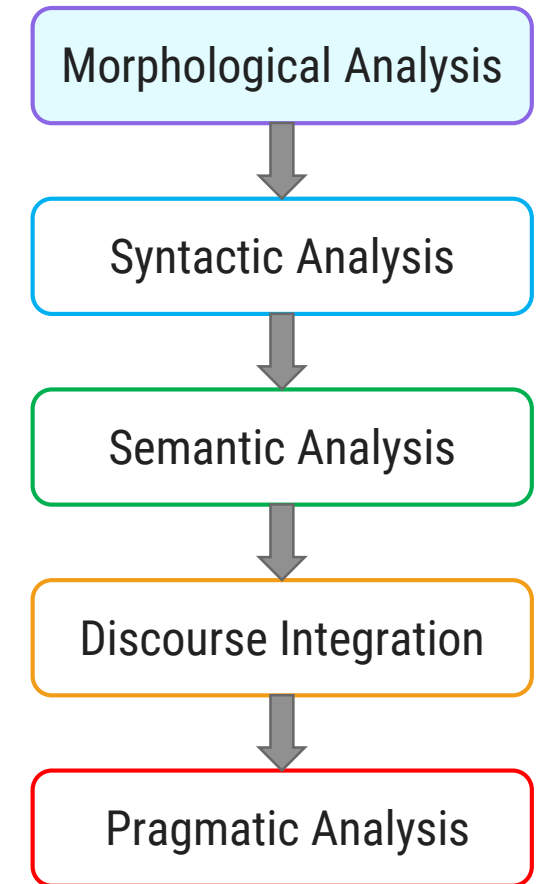 Morphological Analysis
Syntactic Analysis
Semantic Analysis
Discourse Integration
Pragmatic Analysis